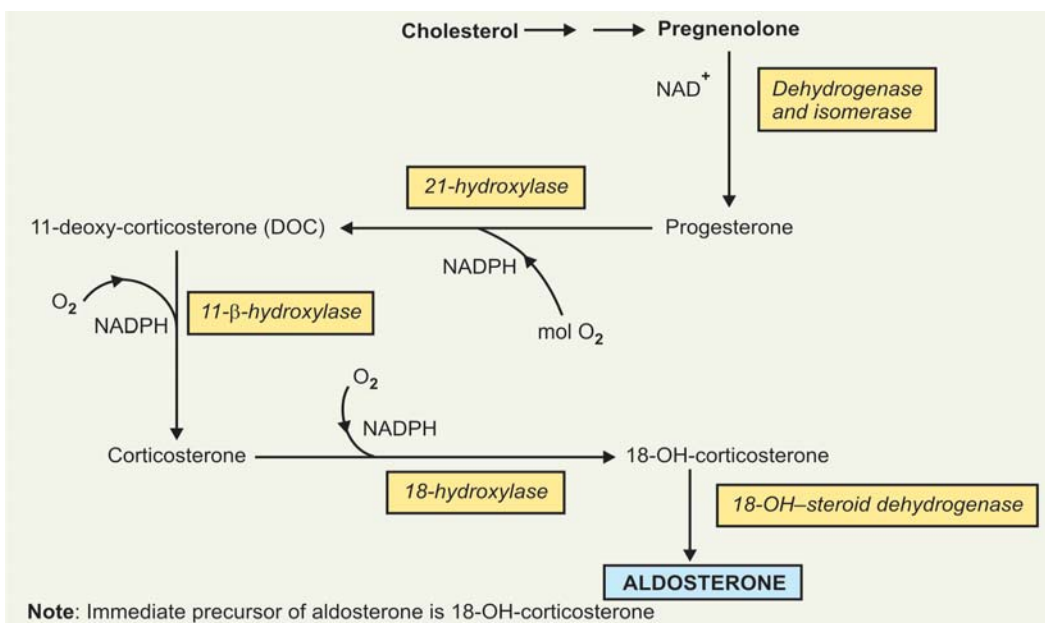 Cholesterol
Pregnenolone
NAD+
Dehydrogenase
and isomerase
21-hydroxylase
11-deoxy-corticosterone (DOC)
Progesterone
NADPH
mol O2
O2
NADPH
11-β-hydroxylase
O2
NADPH
Corticosterone
18-OH-corticosterone
18-hydroxylase
18-OH–steroid dehydrogenase
ALDOSTERONE
Note: Immediate precursor of aldosterone is 18-OH-corticosterone